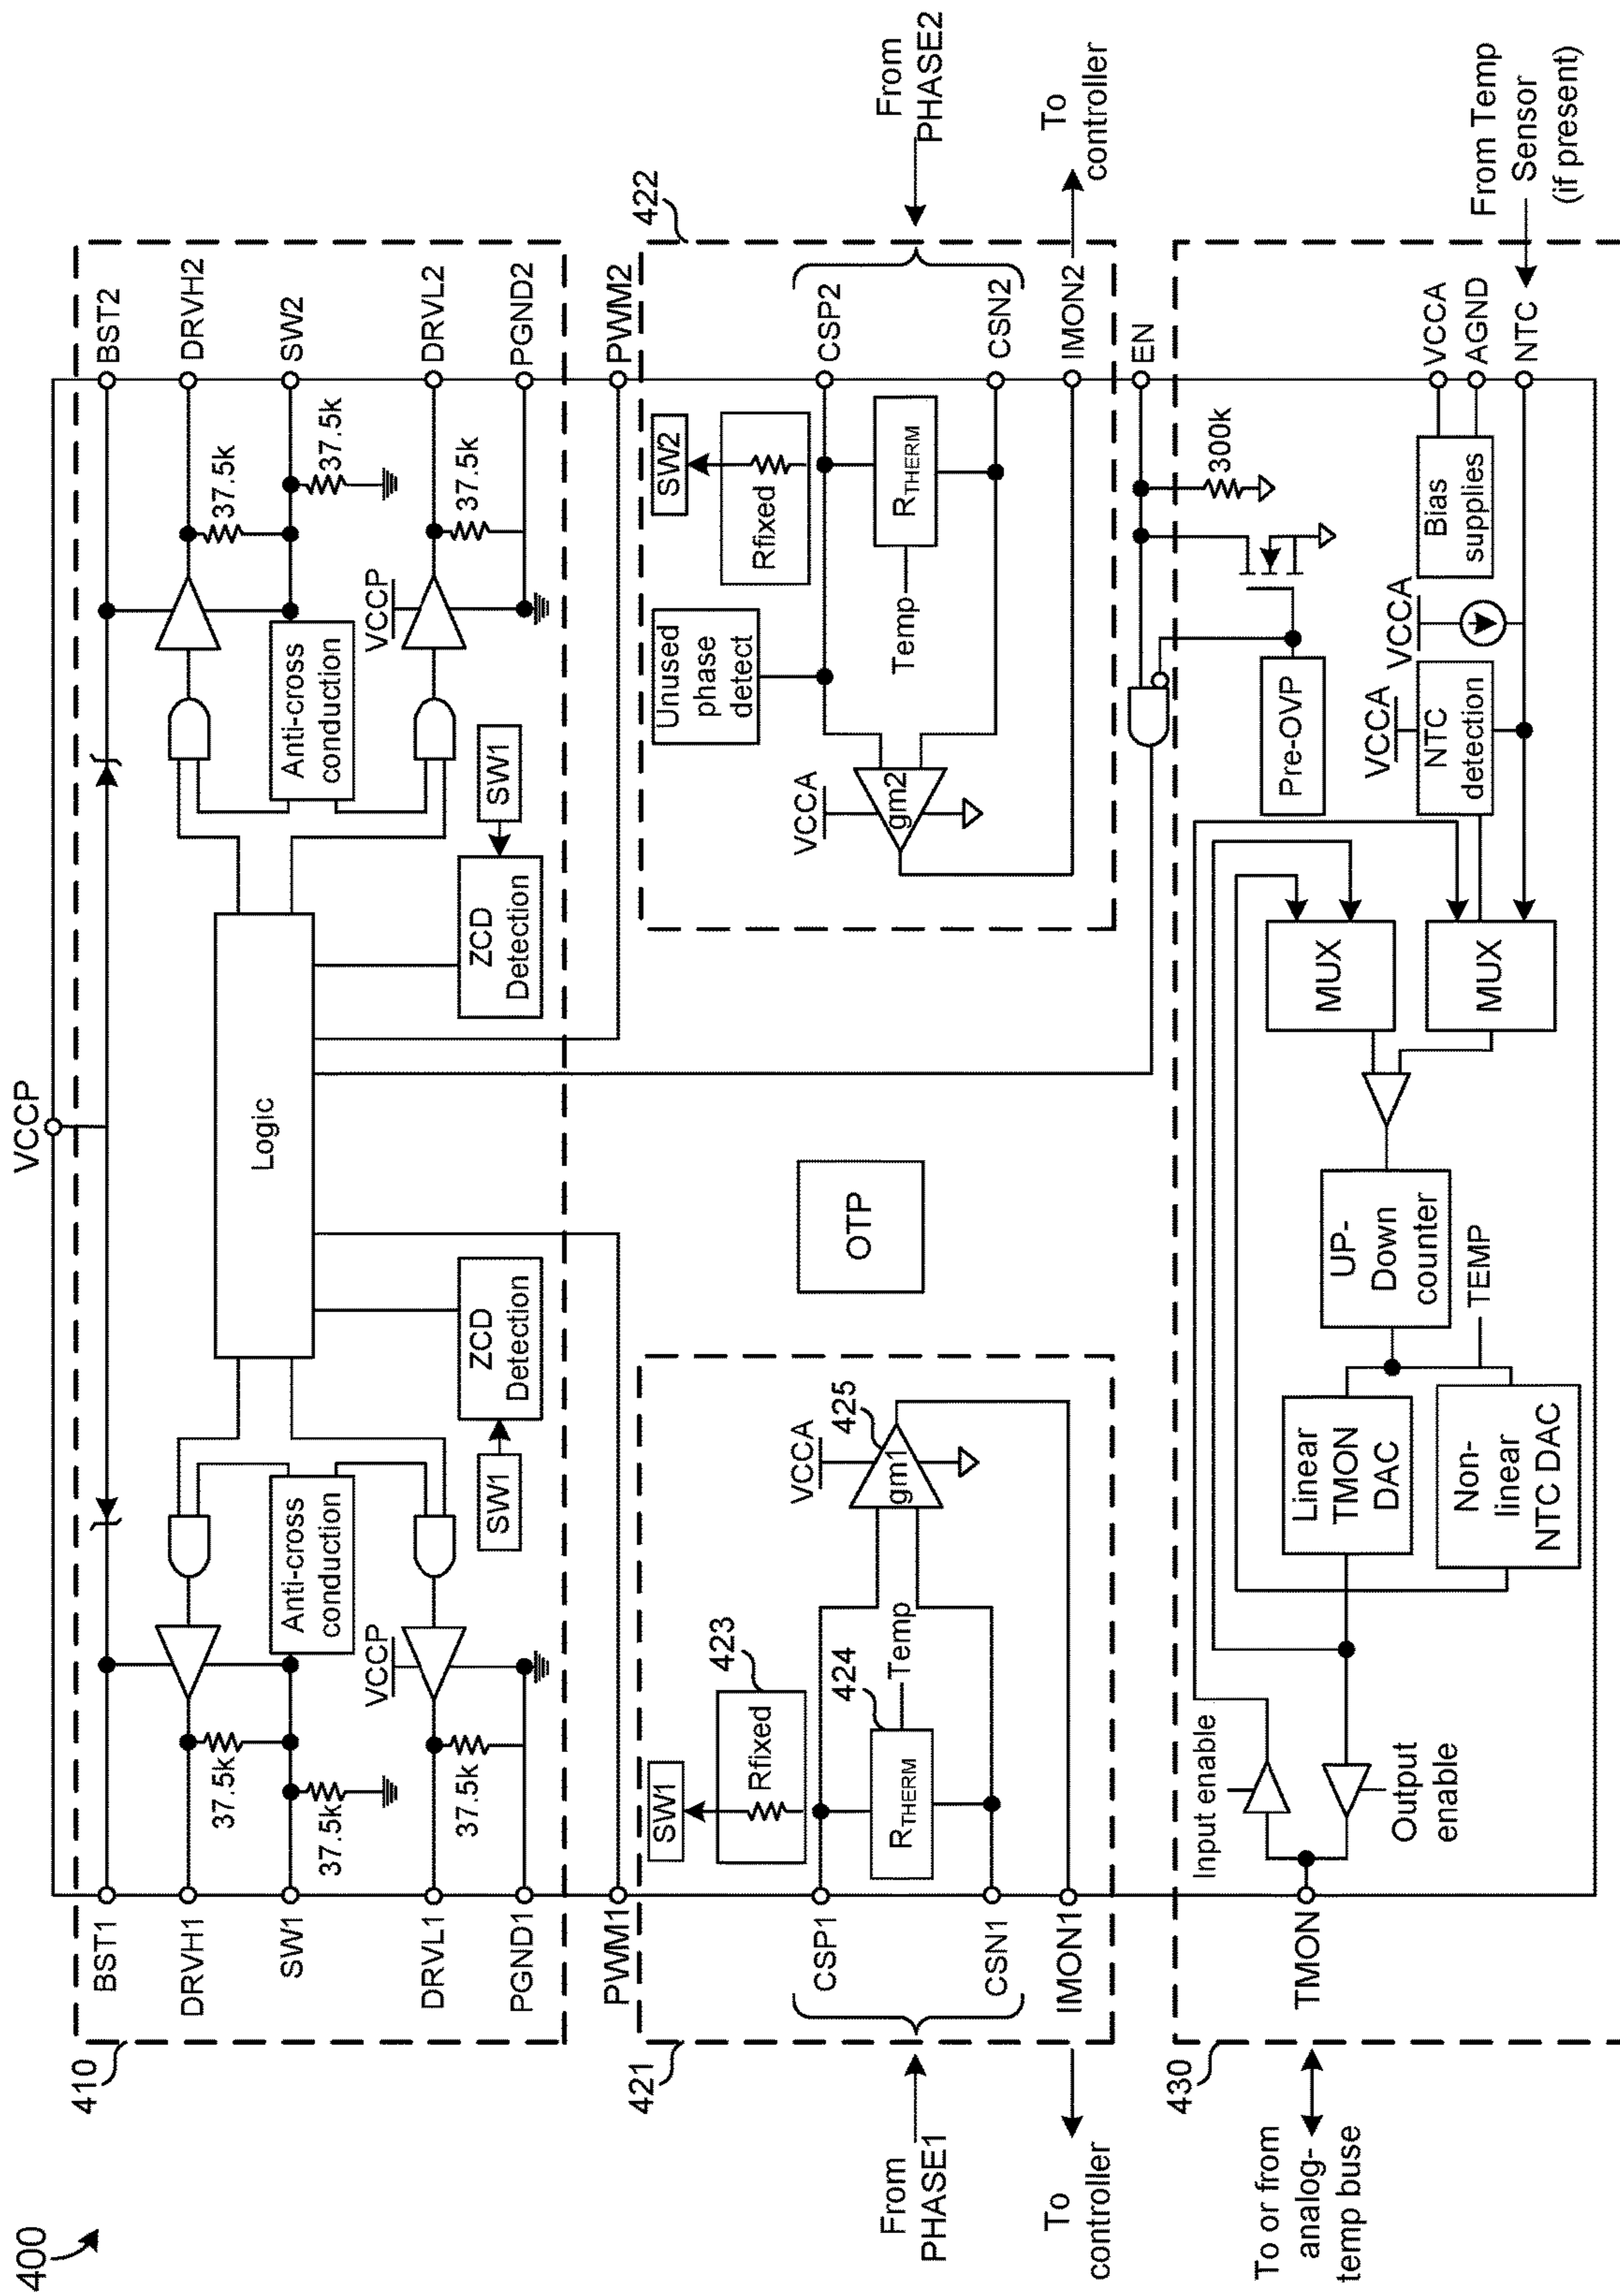 400
VCCP
410
BST1
DRVH1
SW1
DRVL1
PGND1
PWM1
37.5k
37.5k
37.5k
VCCP
Anti-cross
conduction
SW1
ZCD
Detection
Logic
ZCD
Detection
SW1
Anti-cross
conduction
VCCP
37.5k
37.5k
37.5k
BST2
DRVH2
SW2
DRVL2
PGND2
PWM2
421
From
PHASE1
To
controller
CSP1
CSN1
IMON1
SW1
Rfixed
423
RTHERM
424
Temp
VCCA
gm1
425
OTP
422
VCCA
gm2
Unused
phase
detect
SW2
Rfixed
Temp
RTHERM
CSP2
CSN2
IMON2
From
PHASE2
To
controller
EN
300k
Pre-OVP
430
To or from
analog-
temp buse
TMON
Input enable
Output
enable
Linear
TMON
DAC
Non-
linear
NTC DAC
UP-
Down
counter
TEMP
MUX
MUX
VCCA
NTC
detection
VCCA
Bias
supplies
VCCA
AGND
NTC
From Temp
Sensor
(if present)